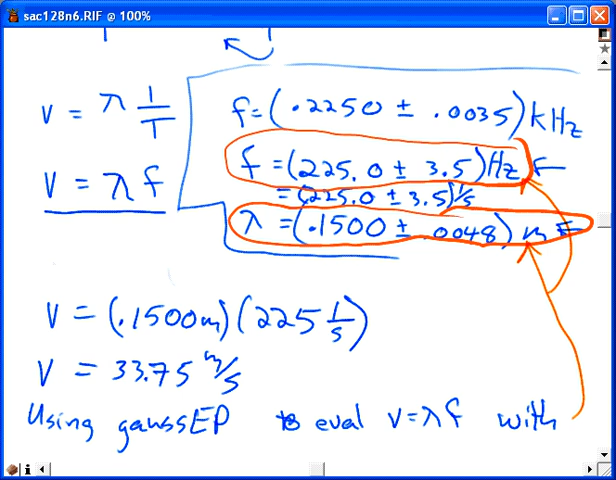 sac128n6.RIF @ 100%
v = λ 1/T
v = λ f
f = (.2250 ± .0035) kHz
f = (225.0 ± 3.5) Hz ←
= (225.0 ± 3.5) 1/s
λ = (.1500 ± .0048) m ←
v = (.1500m)(225 1/s)
v = 33.75 m/s
Using gaussEP to eval v=λf with